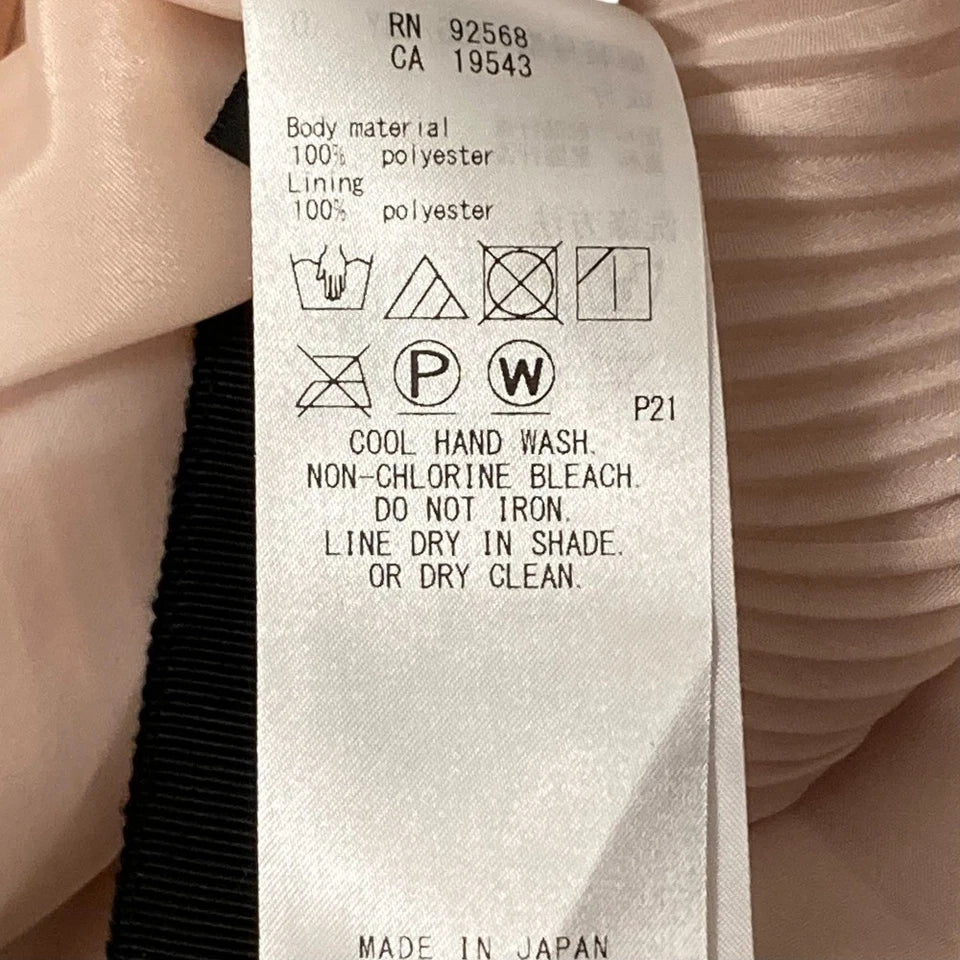 RN 92568
CA 19543
Body material
100% polyester
Lining
100% polyester
P W
P21
COOL HAND WASH.
NON-CHLORINE BLEACH.
DO NOT IRON.
LINE DRY IN SHADE.
OR DRY CLEAN.
MADE IN JAPAN